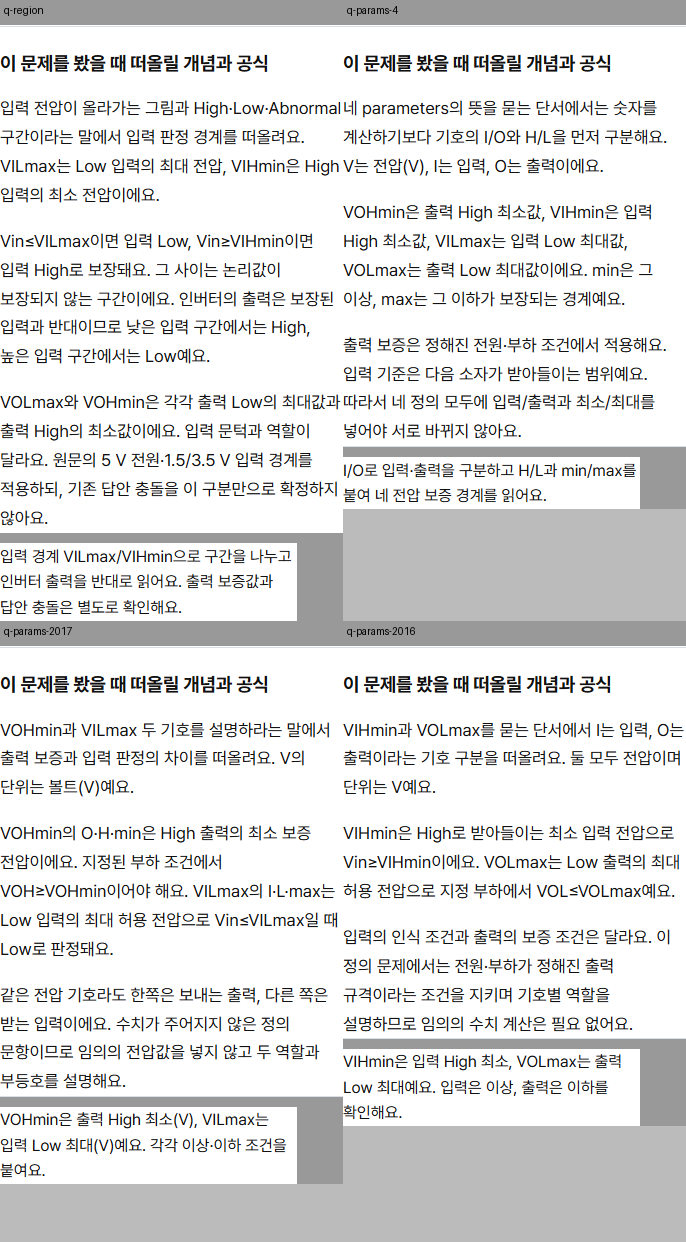 q-region
이 문제를 봤을 때 떠올릴 개념과 공식
입력 전압이 올라가는 그림과 High·Low·Abnormal
구간이라는 말에서 입력 판정 경계를 떠올려요.
VILmax는 Low 입력의 최대 전압, VIHmin은 High
입력의 최소 전압이에요.
Vin≤VILmax이면 입력 Low, Vin≥VIHmin이면
입력 High로 보장돼요. 그 사이는 논리값이
보장되지 않는 구간이에요. 인버터의 출력은 보장된
입력과 반대이므로 낮은 입력 구간에서는 High,
높은 입력 구간에서는 Low예요.
VOLmax와 VOHmin은 각각 출력 Low의 최대값과
출력 High의 최소값이에요. 입력 문턱과 역할이
달라요. 원문의 5 V 전원·1.5/3.5 V 입력 경계를
적용하되, 기존 답안 충돌을 이 구분만으로 확정하지
않아요.
입력 경계 VILmax/VIHmin으로 구간을 나누고
인버터 출력을 반대로 읽어요. 출력 보증값과
답안 충돌은 별도로 확인해요.
q-params-4
이 문제를 봤을 때 떠올릴 개념과 공식
네 parameters의 뜻을 묻는 단서에서는 숫자를
계산하기보다 기호의 I/O와 H/L을 먼저 구분해요.
V는 전압(V), I는 입력, O는 출력이에요.
VOHmin은 출력 High 최소값, VIHmin은 입력
High 최소값, VILmax는 입력 Low 최대값,
VOLmax는 출력 Low 최대값이에요. min은 그
이상, max는 그 이하가 보장되는 경계예요.
출력 보증은 정해진 전원·부하 조건에서 적용해요.
입력 기준은 다음 소자가 받아들이는 범위예요.
따라서 네 정의 모두에 입력/출력과 최소/최대를
넣어야 서로 바꾸지 않아요.
I/O로 입력·출력을 구분하고 H/L과 min/max를
붙여 네 전압 보증 경계를 읽어요.
q-params-2017
이 문제를 봤을 때 떠올릴 개념과 공식
VOHmin과 VILmax 두 기호를 설명하라는 말에서
출력 보증과 입력 판정의 차이를 떠올려요. V의
단위는 볼트(V)예요.
VOHmin의 O·H·min은 High 출력의 최소 보증
전압이에요. 지정된 부하 조건에서
VOH≥VOHmin이어야 해요. VILmax의 I·L·max는
Low 입력의 최대 허용 전압으로 Vin≤VILmax일 때
Low로 판정돼요.
같은 전압 기호라도 한쪽은 보내는 출력, 다른 쪽은
받는 입력이에요. 수치가 주어지지 않은 정의
문항이므로 임의의 전압값을 넣지 않고 두 역할과
부등호를 설명해요.
VOHmin은 출력 High 최소(V), VILmax는
입력 Low 최대(V)예요. 각각 이상·이하 조건을
붙여요.
q-params-2016
이 문제를 봤을 때 떠올릴 개념과 공식
VIHmin과 VOLmax를 묻는 단서에서 I는 입력, O는
출력이라는 기호 구분을 떠올려요. 둘 모두 전압이며
단위는 V예요.
VIHmin은 High로 받아들이는 최소 입력 전압으로
Vin≥VIHmin이에요. VOLmax는 Low 출력의 최대
허용 전압으로 지정 부하에서 VOL≤VOLmax예요.
입력의 인식 조건과 출력의 보증 조건은 달라요. 이
정의 문제에서는 전원·부하가 정해진 출력
규격이라는 조건을 지키며 기호별 역할을
설명하므로 임의의 수치 계산은 필요 없어요.
VIHmin은 입력 High 최소, VOLmax는 출력
Low 최대예요. 입력은 이상, 출력은 이하를
확인해요.